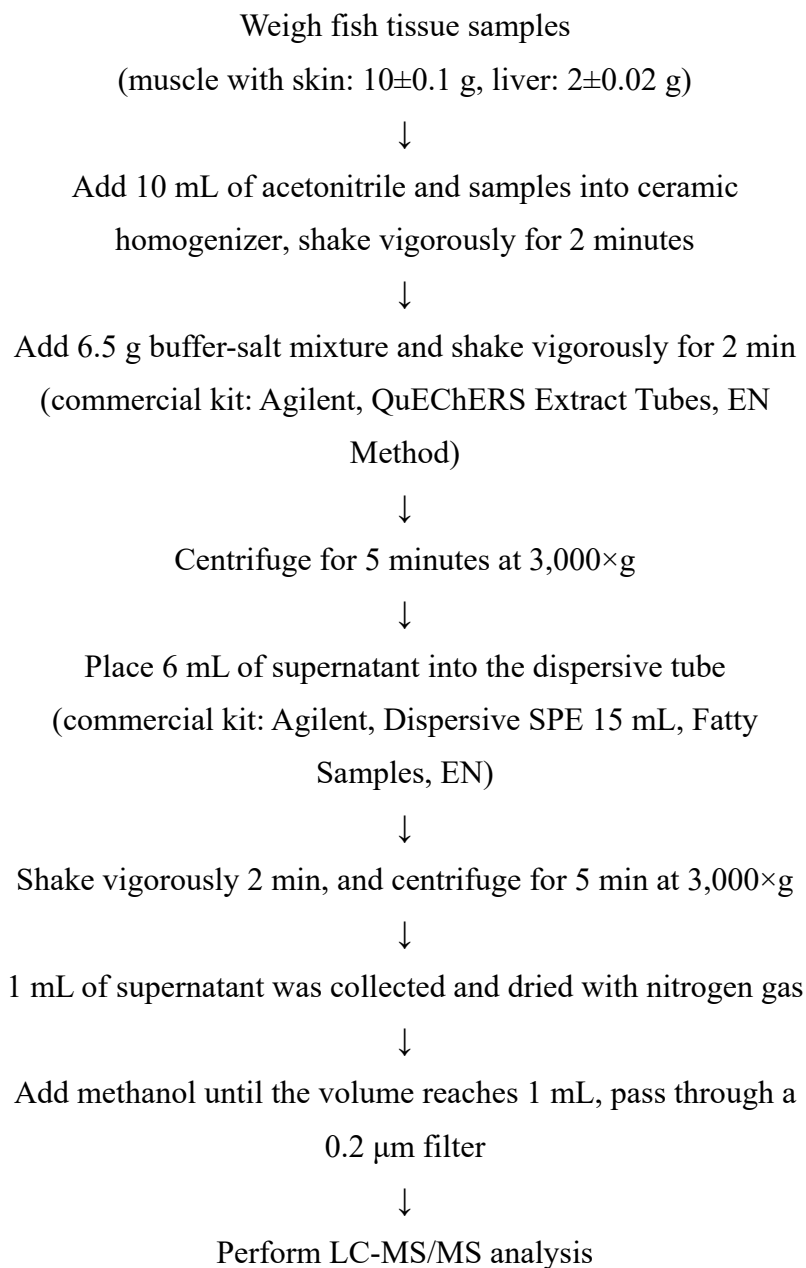 Weigh fish tissue samples
(muscle with skin: 10±0.1 g, liver: 2±0.02 g)
↓
Add 10 mL of acetonitrile and samples into ceramic
homogenizer, shake vigorously for 2 minutes
↓
Add 6.5 g buffer-salt mixture and shake vigorously for 2 min
(commercial kit: Agilent, QuEChERS Extract Tubes, EN
Method)
↓
Centrifuge for 5 minutes at 3,000×g
↓
Place 6 mL of supernatant into the dispersive tube
(commercial kit: Agilent, Dispersive SPE 15 mL, Fatty
Samples, EN)
↓
Shake vigorously 2 min, and centrifuge for 5 min at 3,000×g
↓
1 mL of supernatant was collected and dried with nitrogen gas
↓
Add methanol until the volume reaches 1 mL, pass through a
0.2 μm filter
↓
Perform LC-MS/MS analysis